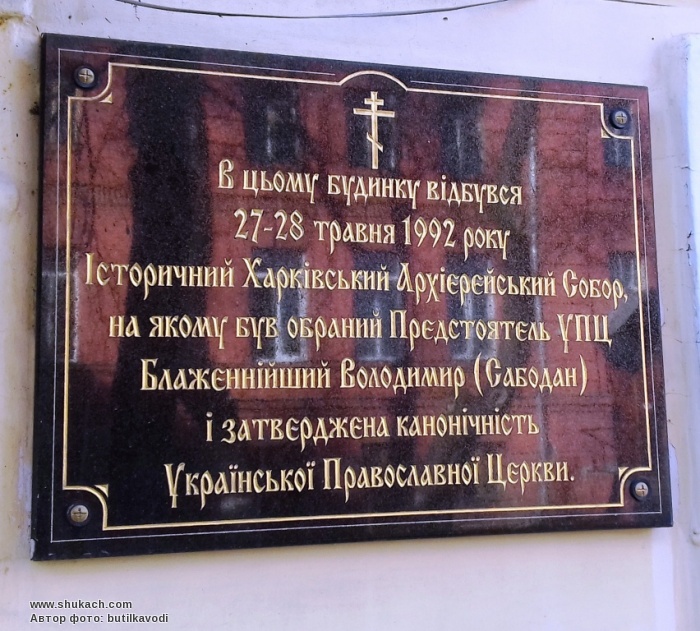 В цьому будинку відбувся
27-28 травня 1992 року
Історичний Харківський Архієрейський Собор,
на якому був обраний Предстоятель УПЦ
Блаженнійший Володимир (Сабодан)
і затверджена канонічність
Української Православної Церкви.
www.shukach.com
Автор фото: butilkavodi